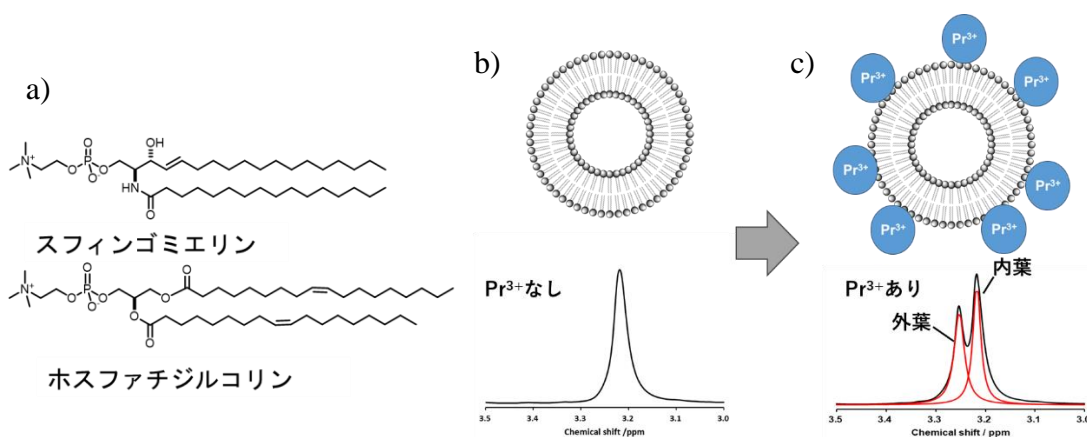 a)
OH
N⁺
O
P
O
O⁻
O
HN
O
スフィンゴミエリン
N⁺
O
P
O
O⁻
O
O
O
O
O
ホスファチジルコリン
b)
Pr³⁺なし
3.5 3.4 3.3 3.2 3.1 3.0
Chemical shift /ppm
c)
Pr³⁺
Pr³⁺
Pr³⁺
Pr³⁺
Pr³⁺
Pr³⁺
Pr³⁺
Pr³⁺あり
内葉
外葉
3.5 3.4 3.3 3.2 3.1 3.0
Chemical shift / ppm